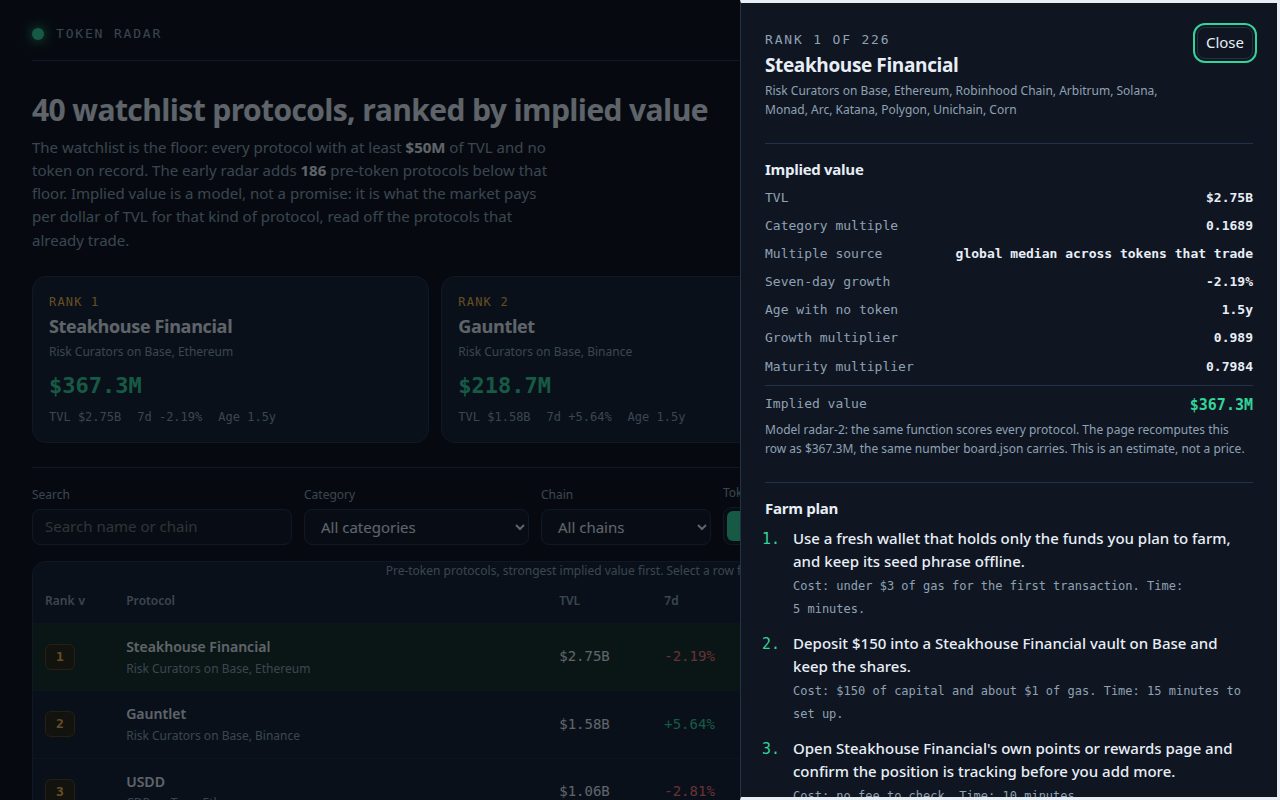 TOKEN RADAR
40 watchlist protocols, ranked by implied value
The watchlist is the floor: every protocol with at least $50M of TVL and no
token on record. The early radar adds 186 pre-token protocols below that
floor. Implied value is a model, not a promise: it is what the market pays
per dollar of TVL for that kind of protocol, read off the protocols that
already trade.
RANK 1
Steakhouse Financial
Risk Curators on Base, Ethereum
$367.3M
TVL $2.75B 7d -2.19% Age 1.5y
RANK 2
Gauntlet
Risk Curators on Base, Binance
$218.7M
TVL $1.58B 7d +5.64% Age 1.5y
Search
Category
Chain
Search name or chain
All categories
All chains
Pre-token protocols, strongest implied value first. Select a row
Rank v
Protocol
TVL
7d
1
Steakhouse Financial
Risk Curators on Base, Ethereum
$2.75B
-2.19%
2
Gauntlet
Risk Curators on Base, Binance
$1.58B
+5.64%
3
USDD
$1.06B
-2.81%
RANK 1 OF 226
Close
Steakhouse Financial
Risk Curators on Base, Ethereum, Robinhood Chain, Arbitrum, Solana,
Monad, Arc, Katana, Polygon, Unichain, Corn
Implied value
TVL $2.75B
Category multiple 0.1689
Multiple source global median across tokens that trade
Seven-day growth -2.19%
Age with no token 1.5y
Growth multiplier 0.989
Maturity multiplier 0.7984
Implied value $367.3M
Model radar-2: the same function scores every protocol. The page recomputes this
row as $367.3M, the same number board.json carries. This is an estimate, not a price.
Farm plan
1. Use a fresh wallet that holds only the funds you plan to farm,
and keep its seed phrase offline.
Cost: under $3 of gas for the first transaction. Time:
5 minutes.
2. Deposit $150 into a Steakhouse Financial vault on Base and
keep the shares.
Cost: $150 of capital and about $1 of gas. Time: 15 minutes to
set up.
3. Open Steakhouse Financial's own points or rewards page and
confirm the position is tracking before you add more.
Cost: no fee to check. Time: 10 minutes.